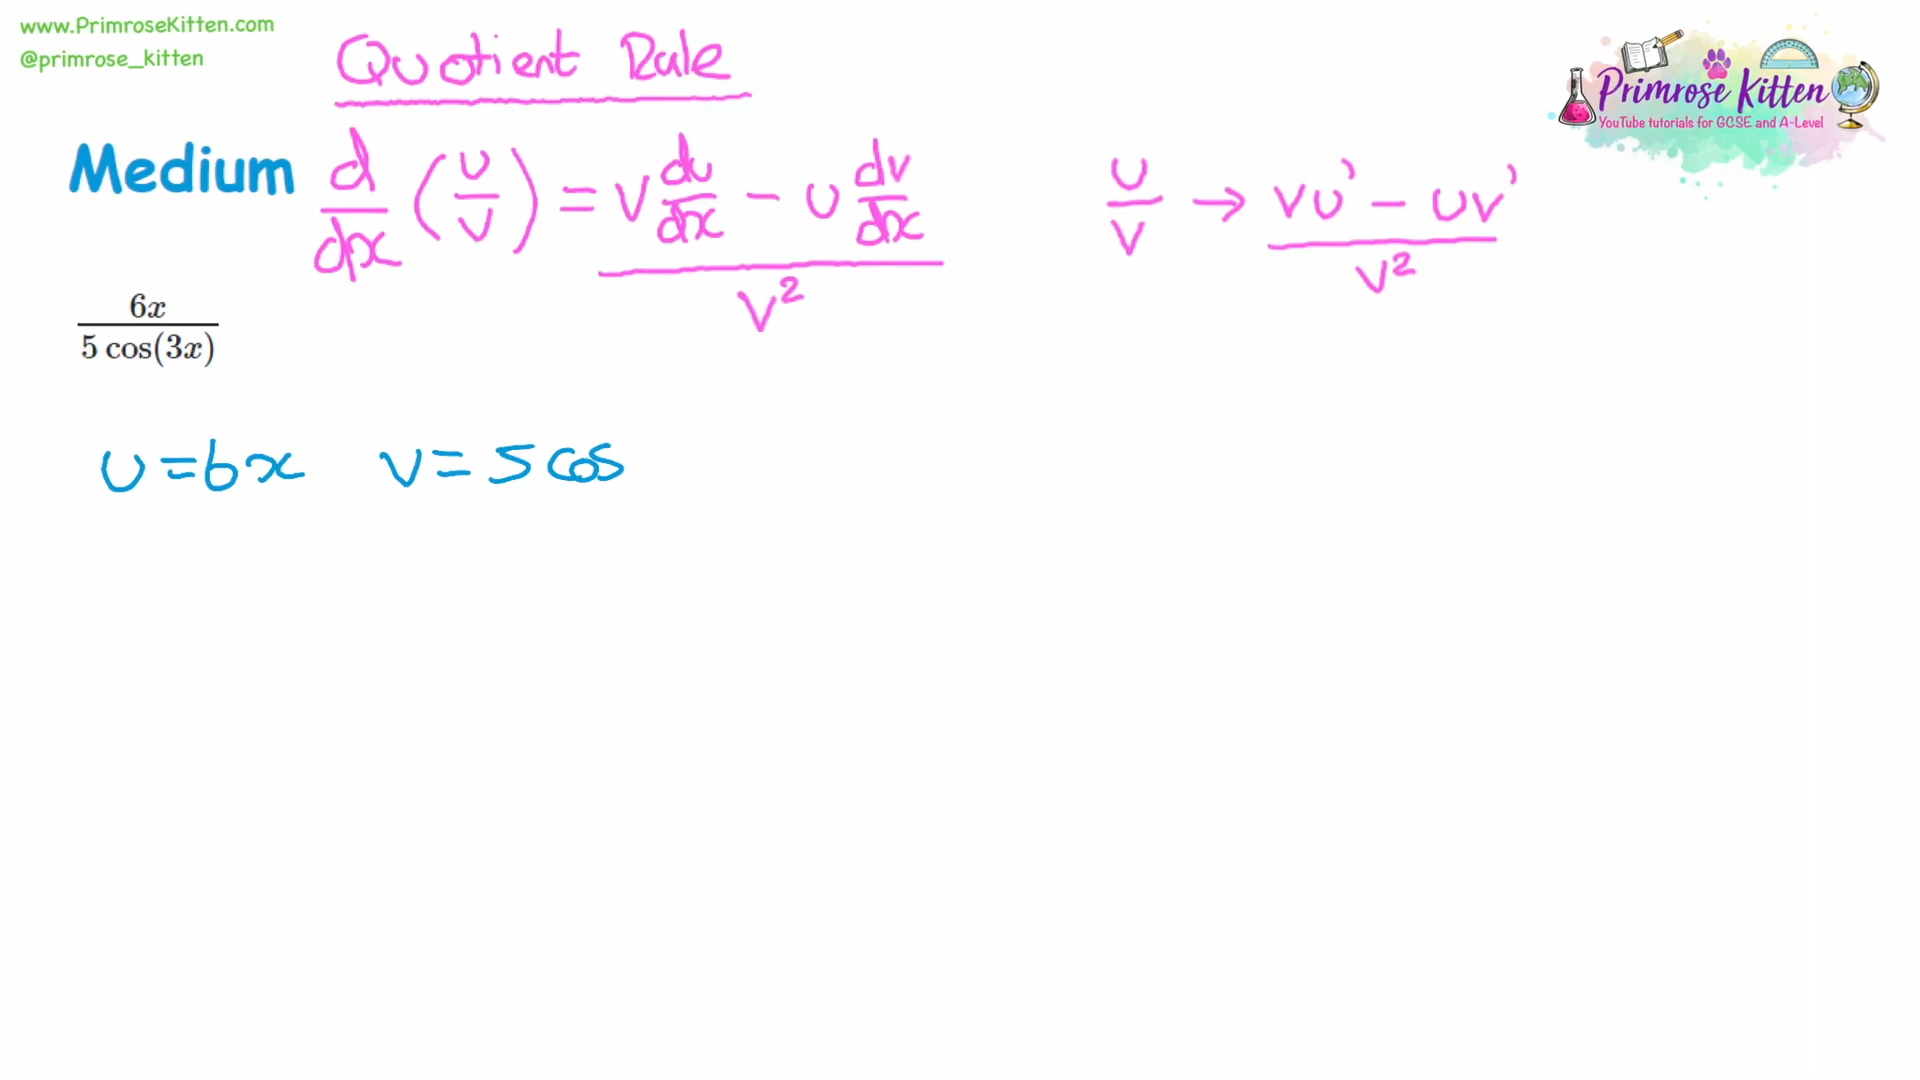 www.PrimroseKitten.com
@primrose_kitten
Quotient Rule
Primrose Kitten
YouTube tutorials for GCSE and A-Level
Medium
d/dx (u/v) = (v du/dx - u dv/dx)/v²
u/v → (vu' - uv')/v²
6x/(5 cos(3x))
u = 6x v = 5 cos